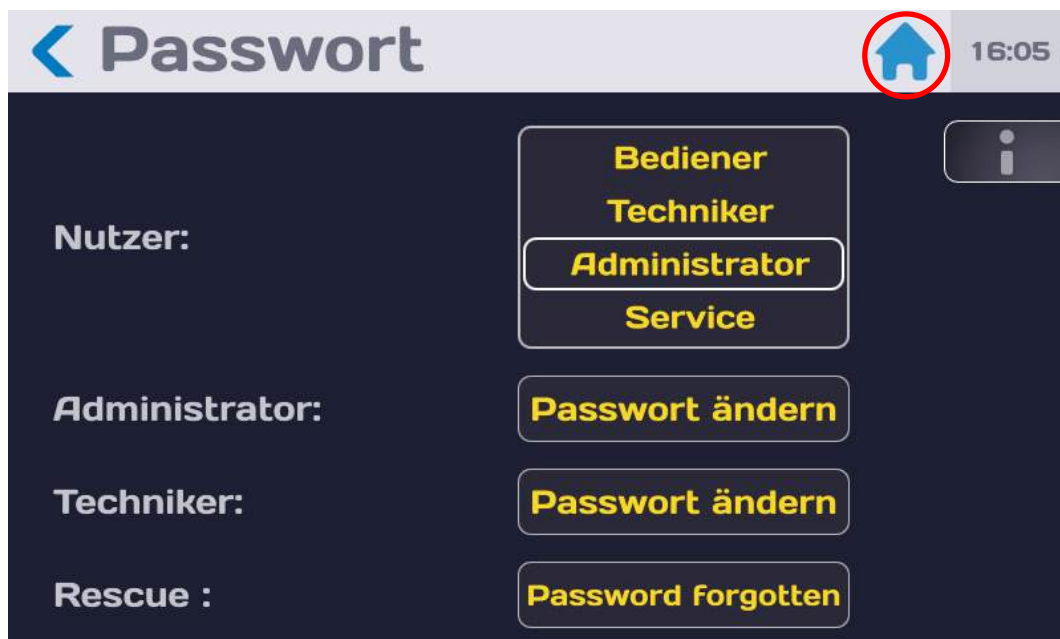 Passwort
16:05
Nutzer:
Bediener
Techniker
Administrator
Service
Administrator:
Passwort ändern
Techniker:
Passwort ändern
Rescue :
Password forgotten